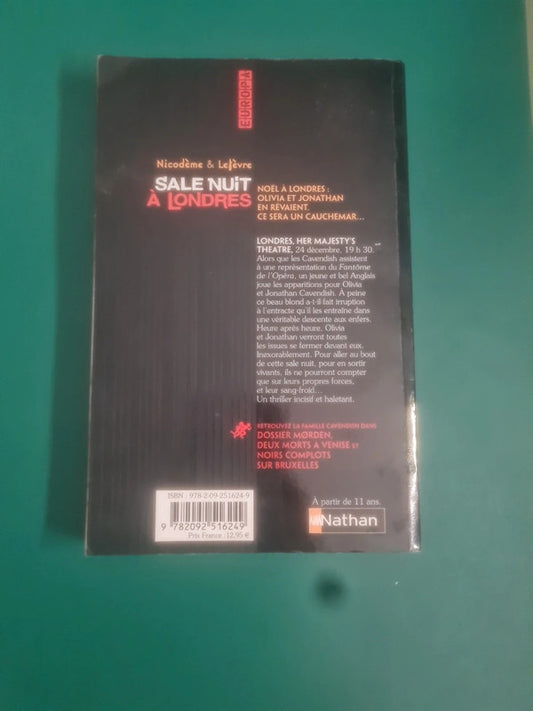 EUROPA
Nicodème & Lefèvre
SALE NUIT
À LONDRES
NOËL À LONDRES :
OLIVIA ET JONATHAN
EN RÊVAIENT.
CE SERA UN CAUCHEMAR...
LONDRES, HER MAJESTY'S
THEATRE, 24 décembre, 19 h 30.
Alors que les Cavendish assistent
à une représentation du Fantôme
de l'Opéra, un jeune et bel Anglais
joue les apparitions pour Olivia
et Jonathan Cavendish. À peine
ce beau blond a-t-il fait irruption
à l'entracte qu'il les entraîne dans
une véritable descente aux enfers.
Heure après heure, Olivia
et Jonathan verront toutes
les issues se fermer devant eux.
Inexorablement. Pour aller au bout
de cette sale nuit, pour en sortir
vivants, ils ne pourront compter
que sur leurs propres forces,
et leur sang-froid...
Un thriller incisif et haletant.
RETROUVEZ LA FAMILLE CAVENDISH DANS
DOSSIER MØRDEN,
DEUX MORTS À VENISE ET
NOIRS COMPLOTS
SUR BRUXELLES
ISBN : 978-2-09-251624-9
9 782092 516249
Prix France : 12,95 €
À partir de 11 ans.
Nathan